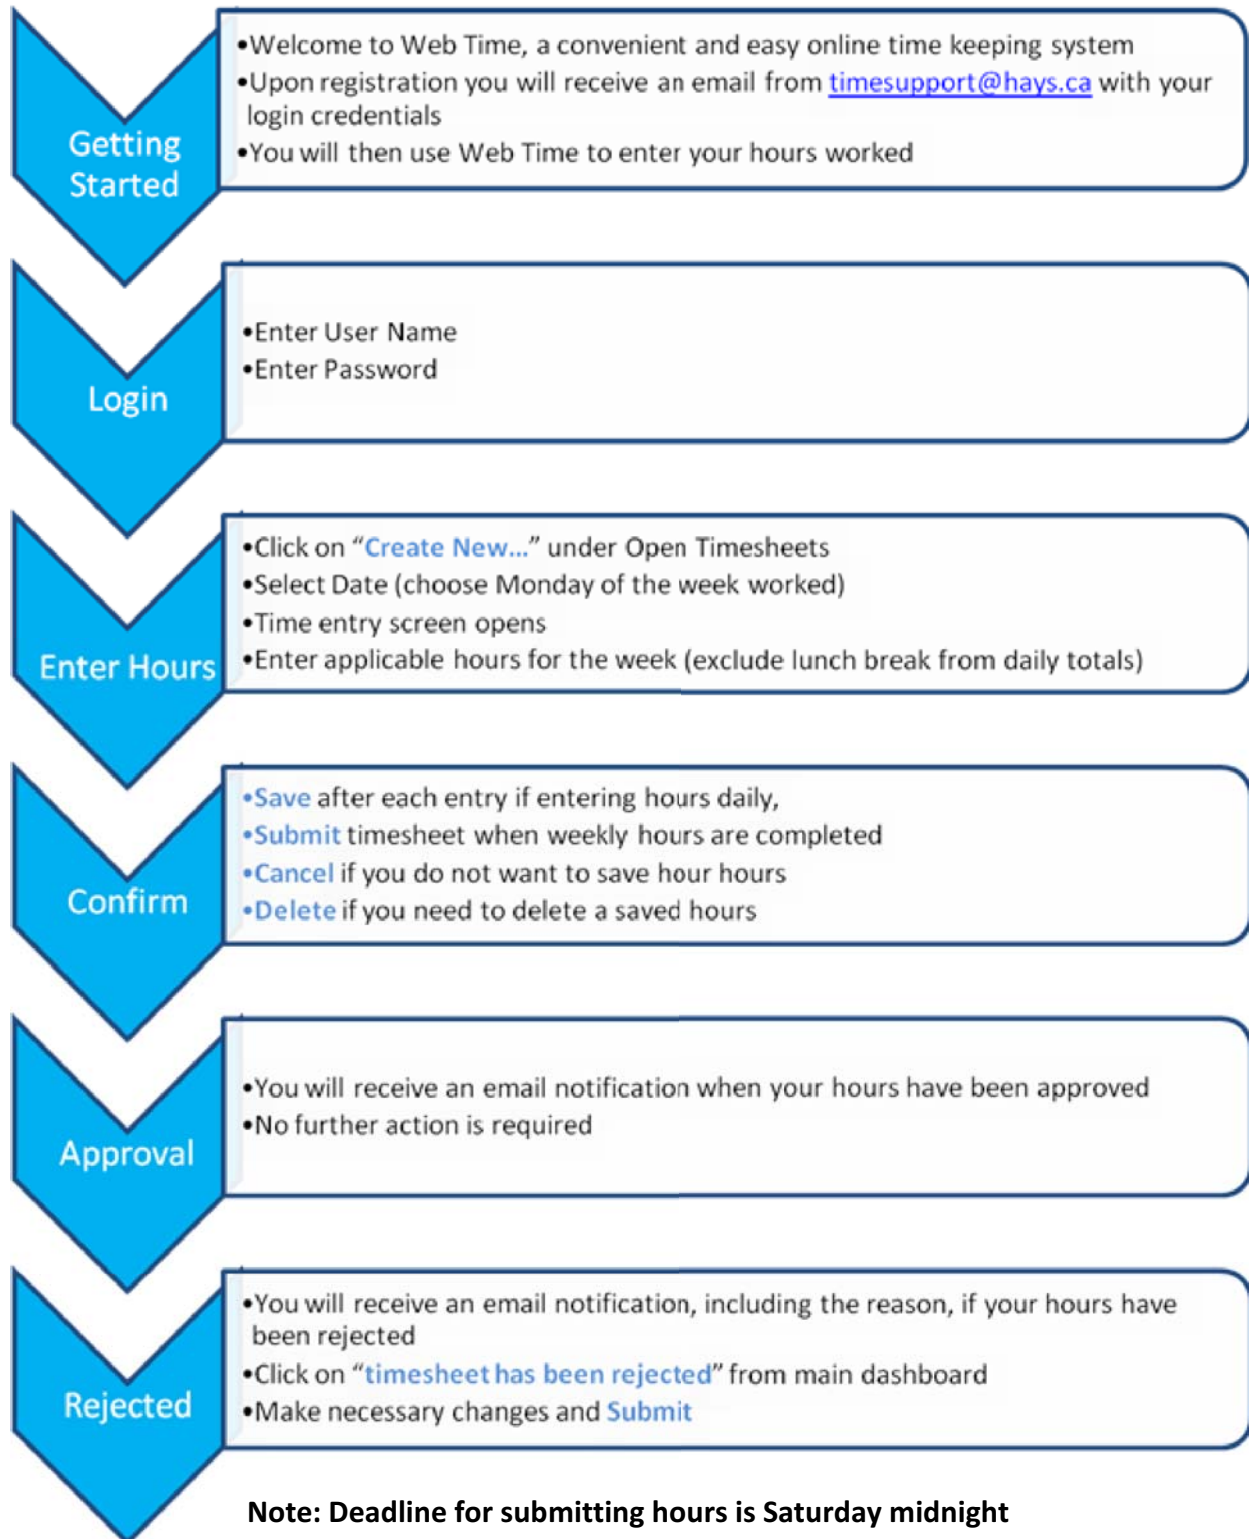 Getting
Started
•Welcome to Web Time, a convenient and easy online time keeping system
•Upon registration you will receive an email from timesupport@hays.ca with your
login credentials
•You will then use Web Time to enter your hours worked
Login
•Enter User Name
•Enter Password
Enter Hours
•Click on “Create New…” under Open Timesheets
•Select Date (choose Monday of the week worked)
•Time entry screen opens
•Enter applicable hours for the week (exclude lunch break from daily totals)
Confirm
•Save after each entry if entering hours daily,
•Submit timesheet when weekly hours are completed
•Cancel if you do not want to save hour hours
•Delete if you need to delete a saved hours
Approval
•You will receive an email notification when your hours have been approved
•No further action is required
Rejected
•You will receive an email notification, including the reason, if your hours have
been rejected
•Click on “timesheet has been rejected” from main dashboard
•Make necessary changes and Submit
Note: Deadline for submitting hours is Saturday midnight